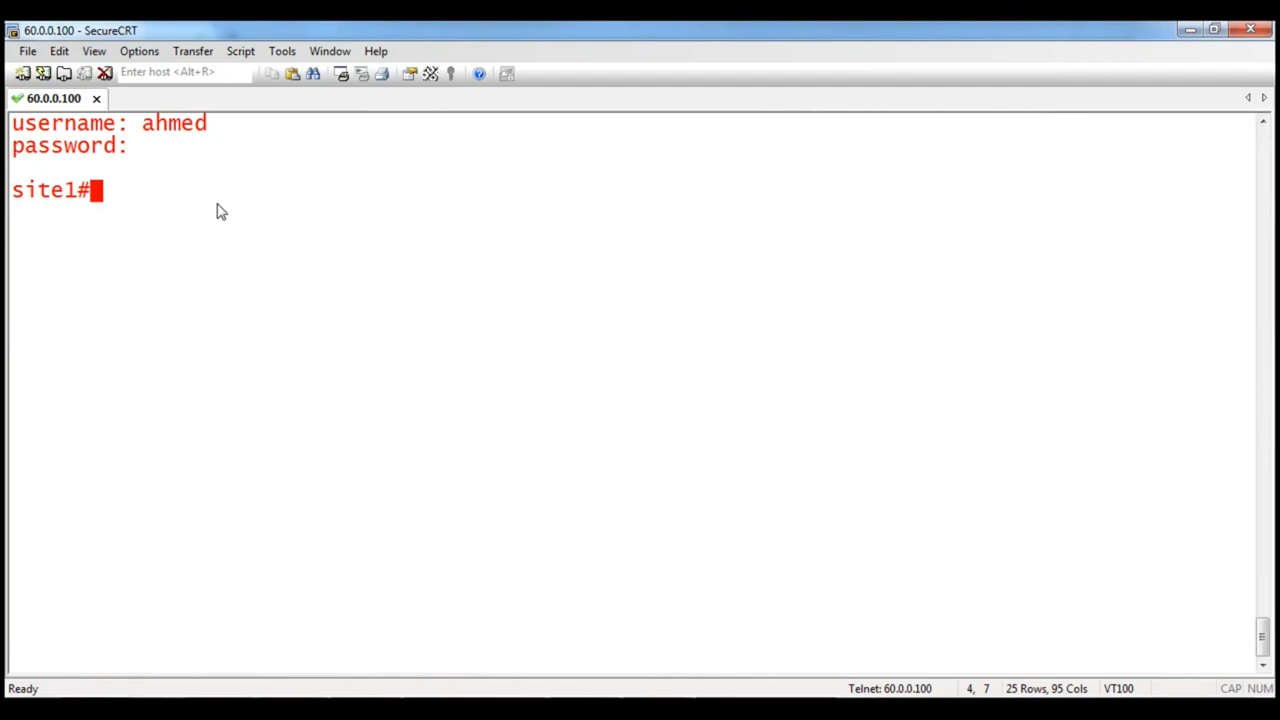 60.0.0.100 - SecureCRT
File Edit View Options Transfer Script Tools Window Help
Enter host <Alt+R>
60.0.0.100
username: ahmed
password:
site1#
Ready Telnet: 60.0.0.100 4, 7 25 Rows, 95 Cols VT100 CAP NUM